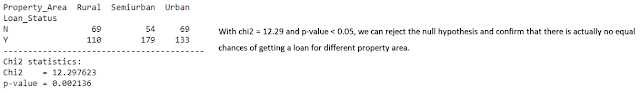 Property_Area Rural Semiurban Urban
Loan_Status
N 69 54 69
Y 110 179 133
----------------------------------------
Chi2 statistics:
Chi2 = 12.297623
p-value = 0.002136
With chi2 = 12.29 and p-value < 0.05, we can reject the null hypothesis and confirm that there is actually no equal
chances of getting a loan for different property area.